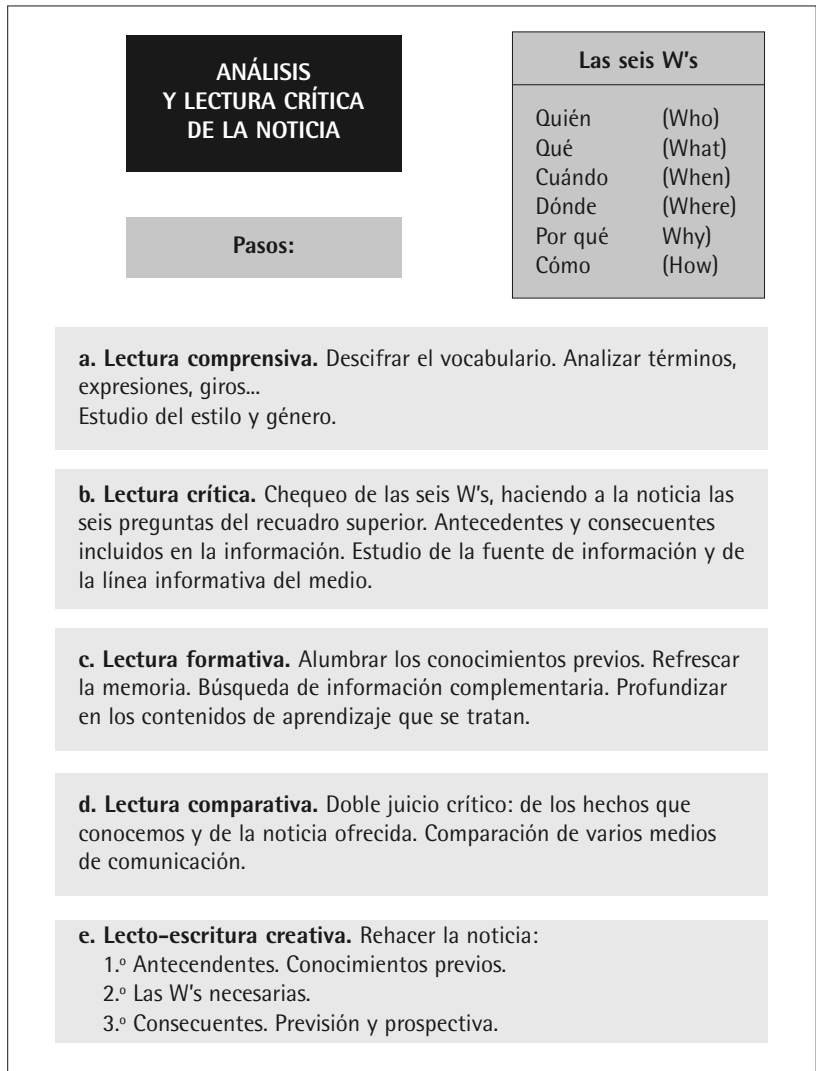 ANÁLISIS
Y LECTURA CRÍTICA
DE LA NOTICIA
Pasos:
Las seis W's
Quién (Who)
Qué (What)
Cuándo (When)
Dónde (Where)
Por qué Why)
Cómo (How)
a. Lectura comprensiva. Descifrar el vocabulario. Analizar términos,
expresiones, giros...
Estudio del estilo y género.
b. Lectura crítica. Chequeo de las seis W's, haciendo a la noticia las
seis preguntas del recuadro superior. Antecedentes y consecuentes
incluidos en la información. Estudio de la fuente de información y de
la línea informativa del medio.
c. Lectura formativa. Alumbrar los conocimientos previos. Refrescar
la memoria. Búsqueda de información complementaria. Profundizar
en los contenidos de aprendizaje que se tratan.
d. Lectura comparativa. Doble juicio crítico: de los hechos que
conocemos y de la noticia ofrecida. Comparación de varios medios
de comunicación.
e. Lecto-escritura creativa. Rehacer la noticia:
1.º Antecendentes. Conocimientos previos.
2.º Las W's necesarias.
3.º Consecuentes. Previsión y prospectiva.